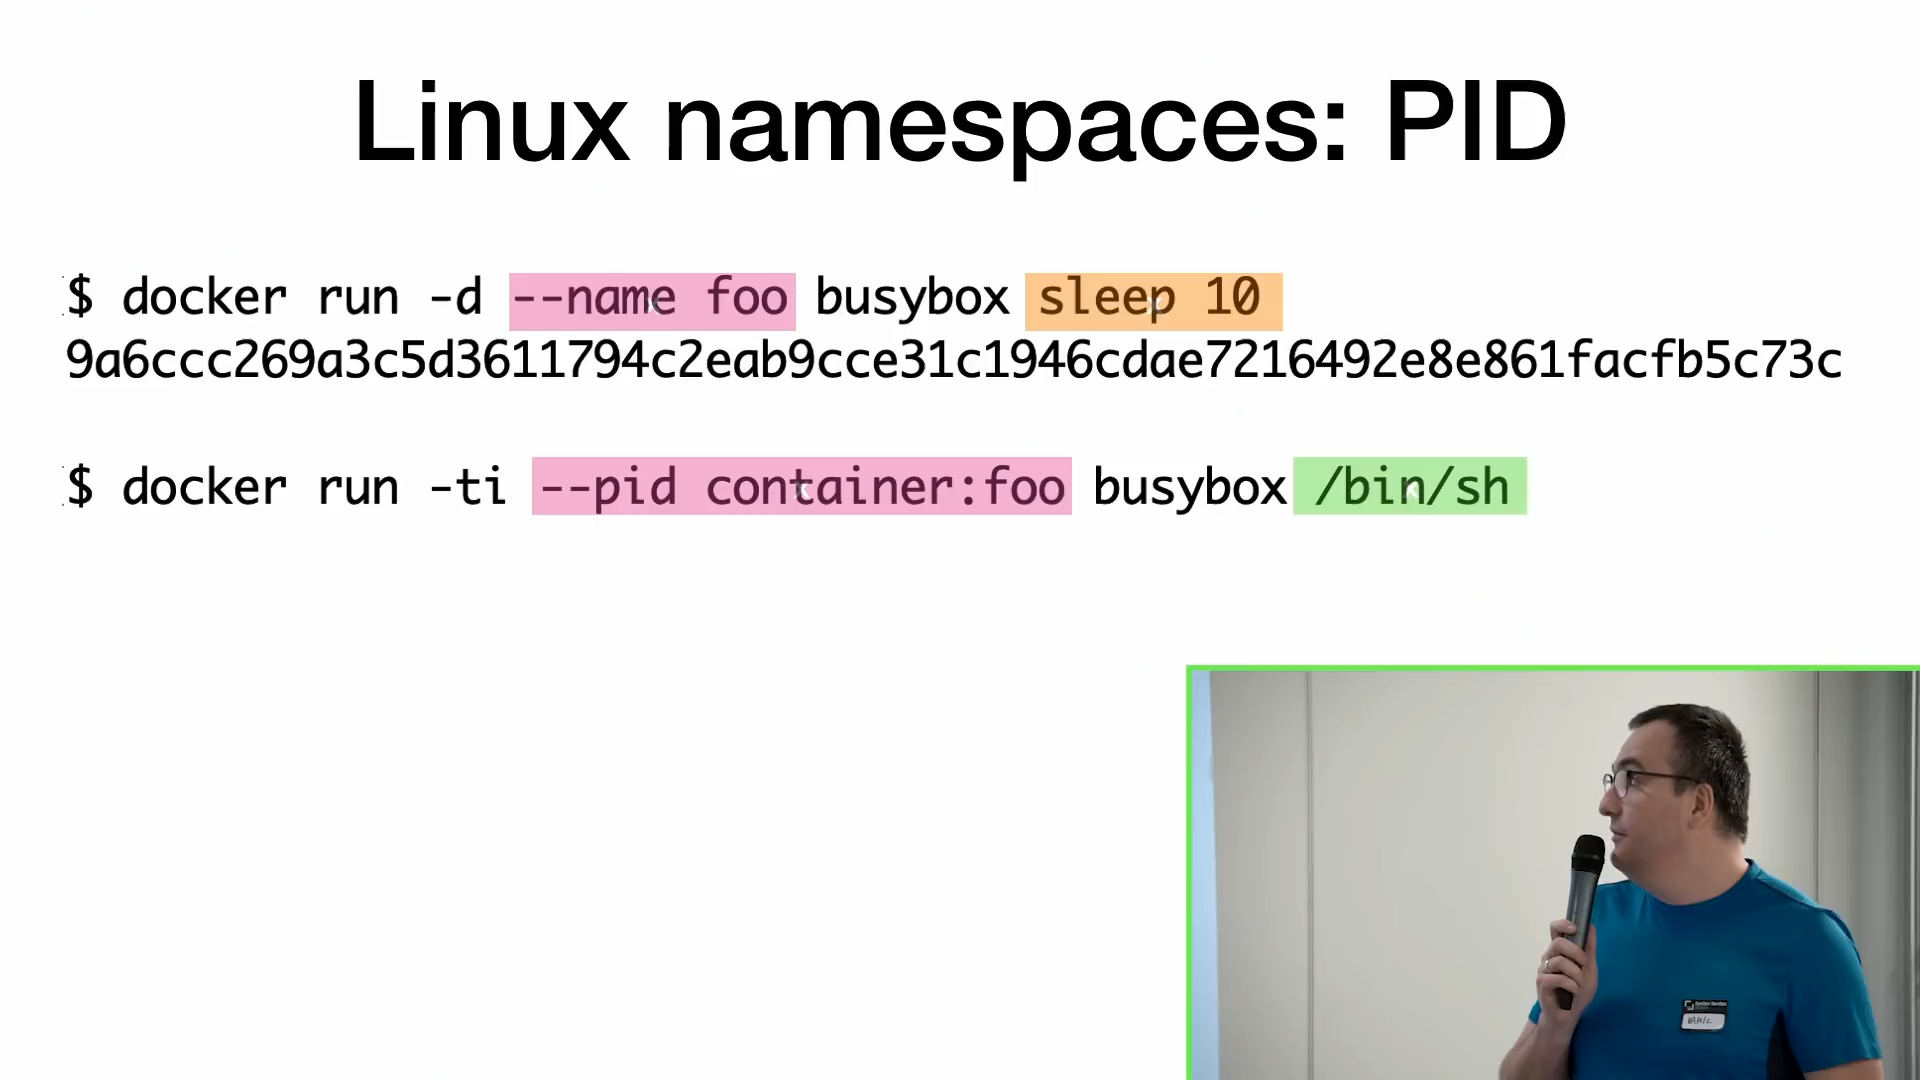 Linux namespaces: PID
$ docker run -d --name foo busybox sleep 10
9a6ccc269a3c5d3611794c2eab9cce31c1946cdae7216492e8e861facfb5c73c
$ docker run -ti --pid container:foo busybox /bin/sh